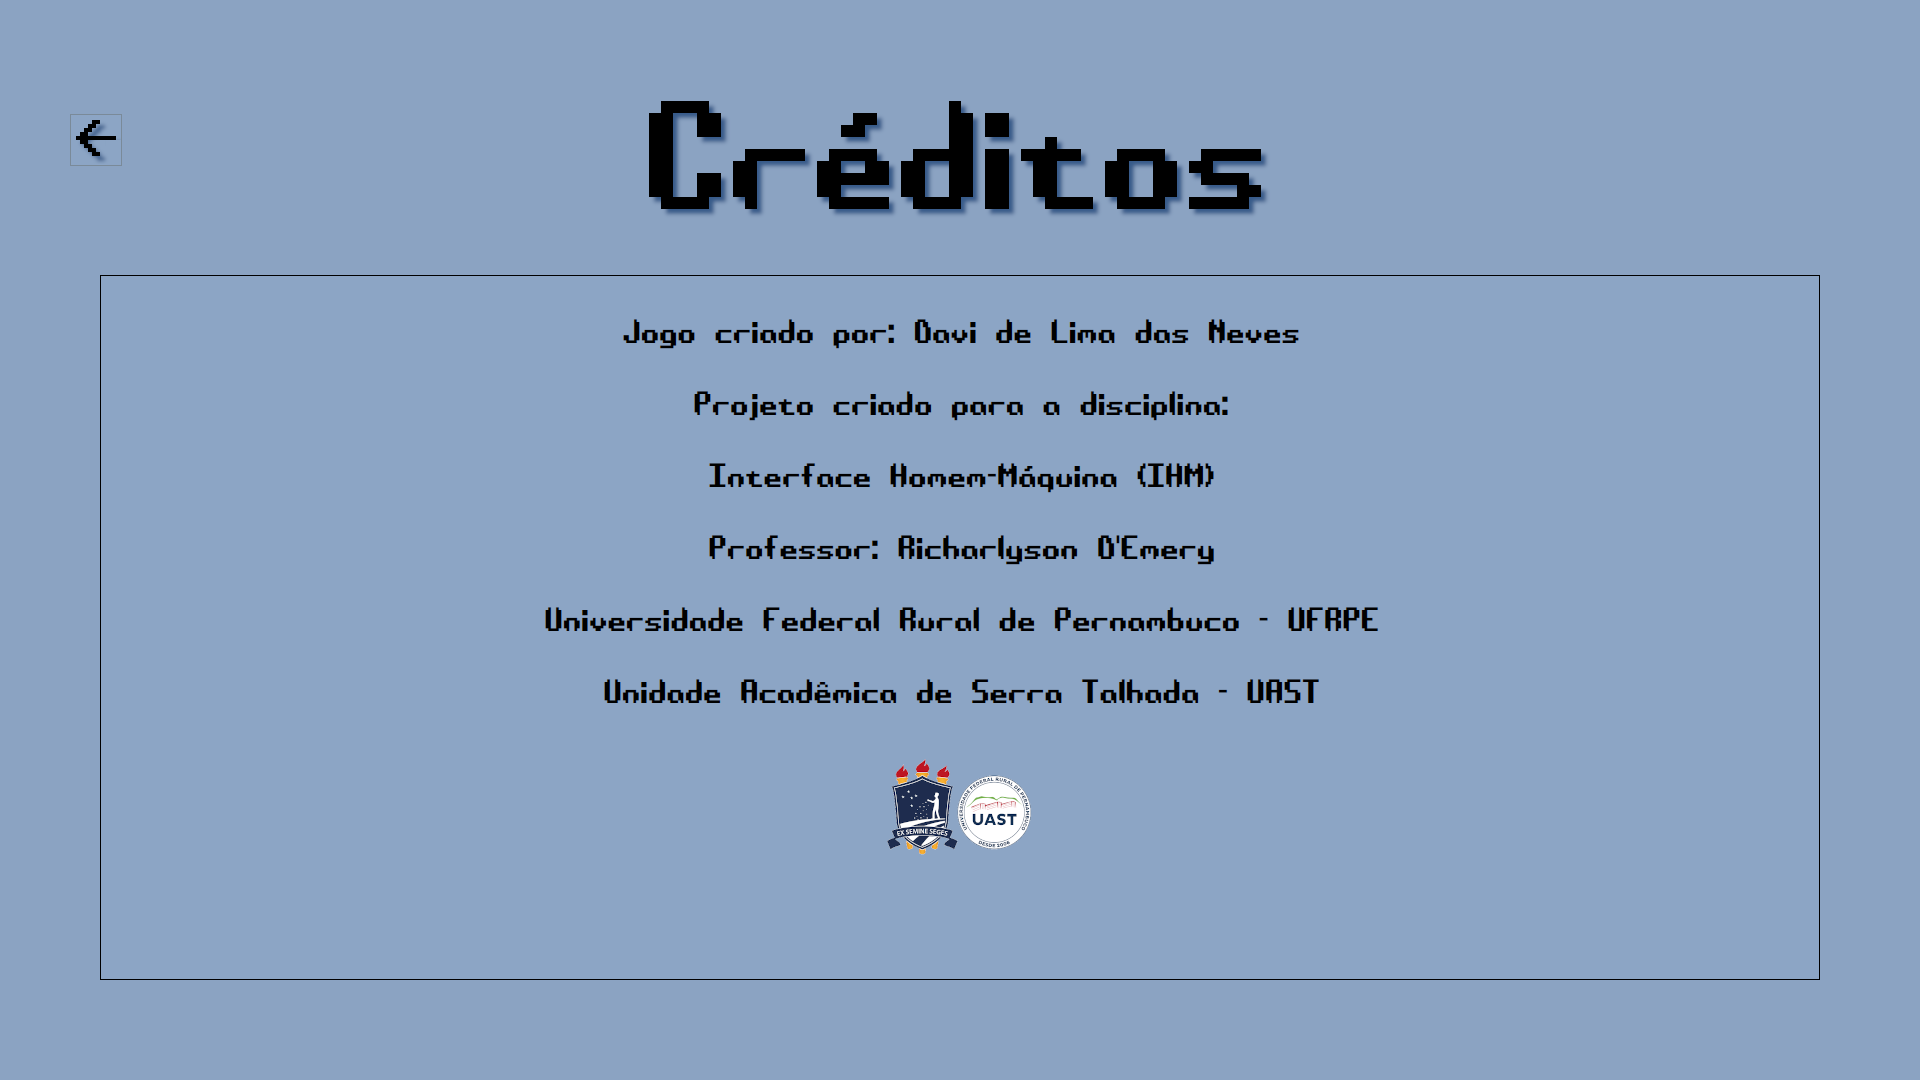 Créditos
Jogo criado por: Davi de Lima das Neves
Projeto criado para a disciplina:
Interface Homem-Máquina (IHM)
Professor: Richarlyson D'Emery
Universidade Federal Rural de Pernambuco - UFRPE
Unidade Acadêmica de Serra Talhada - UAST
EX SEMINE SEGES
UNIVERSIDADE FEDERAL RURAL DE PERNAMBUCO
UAST
DESDE 2006